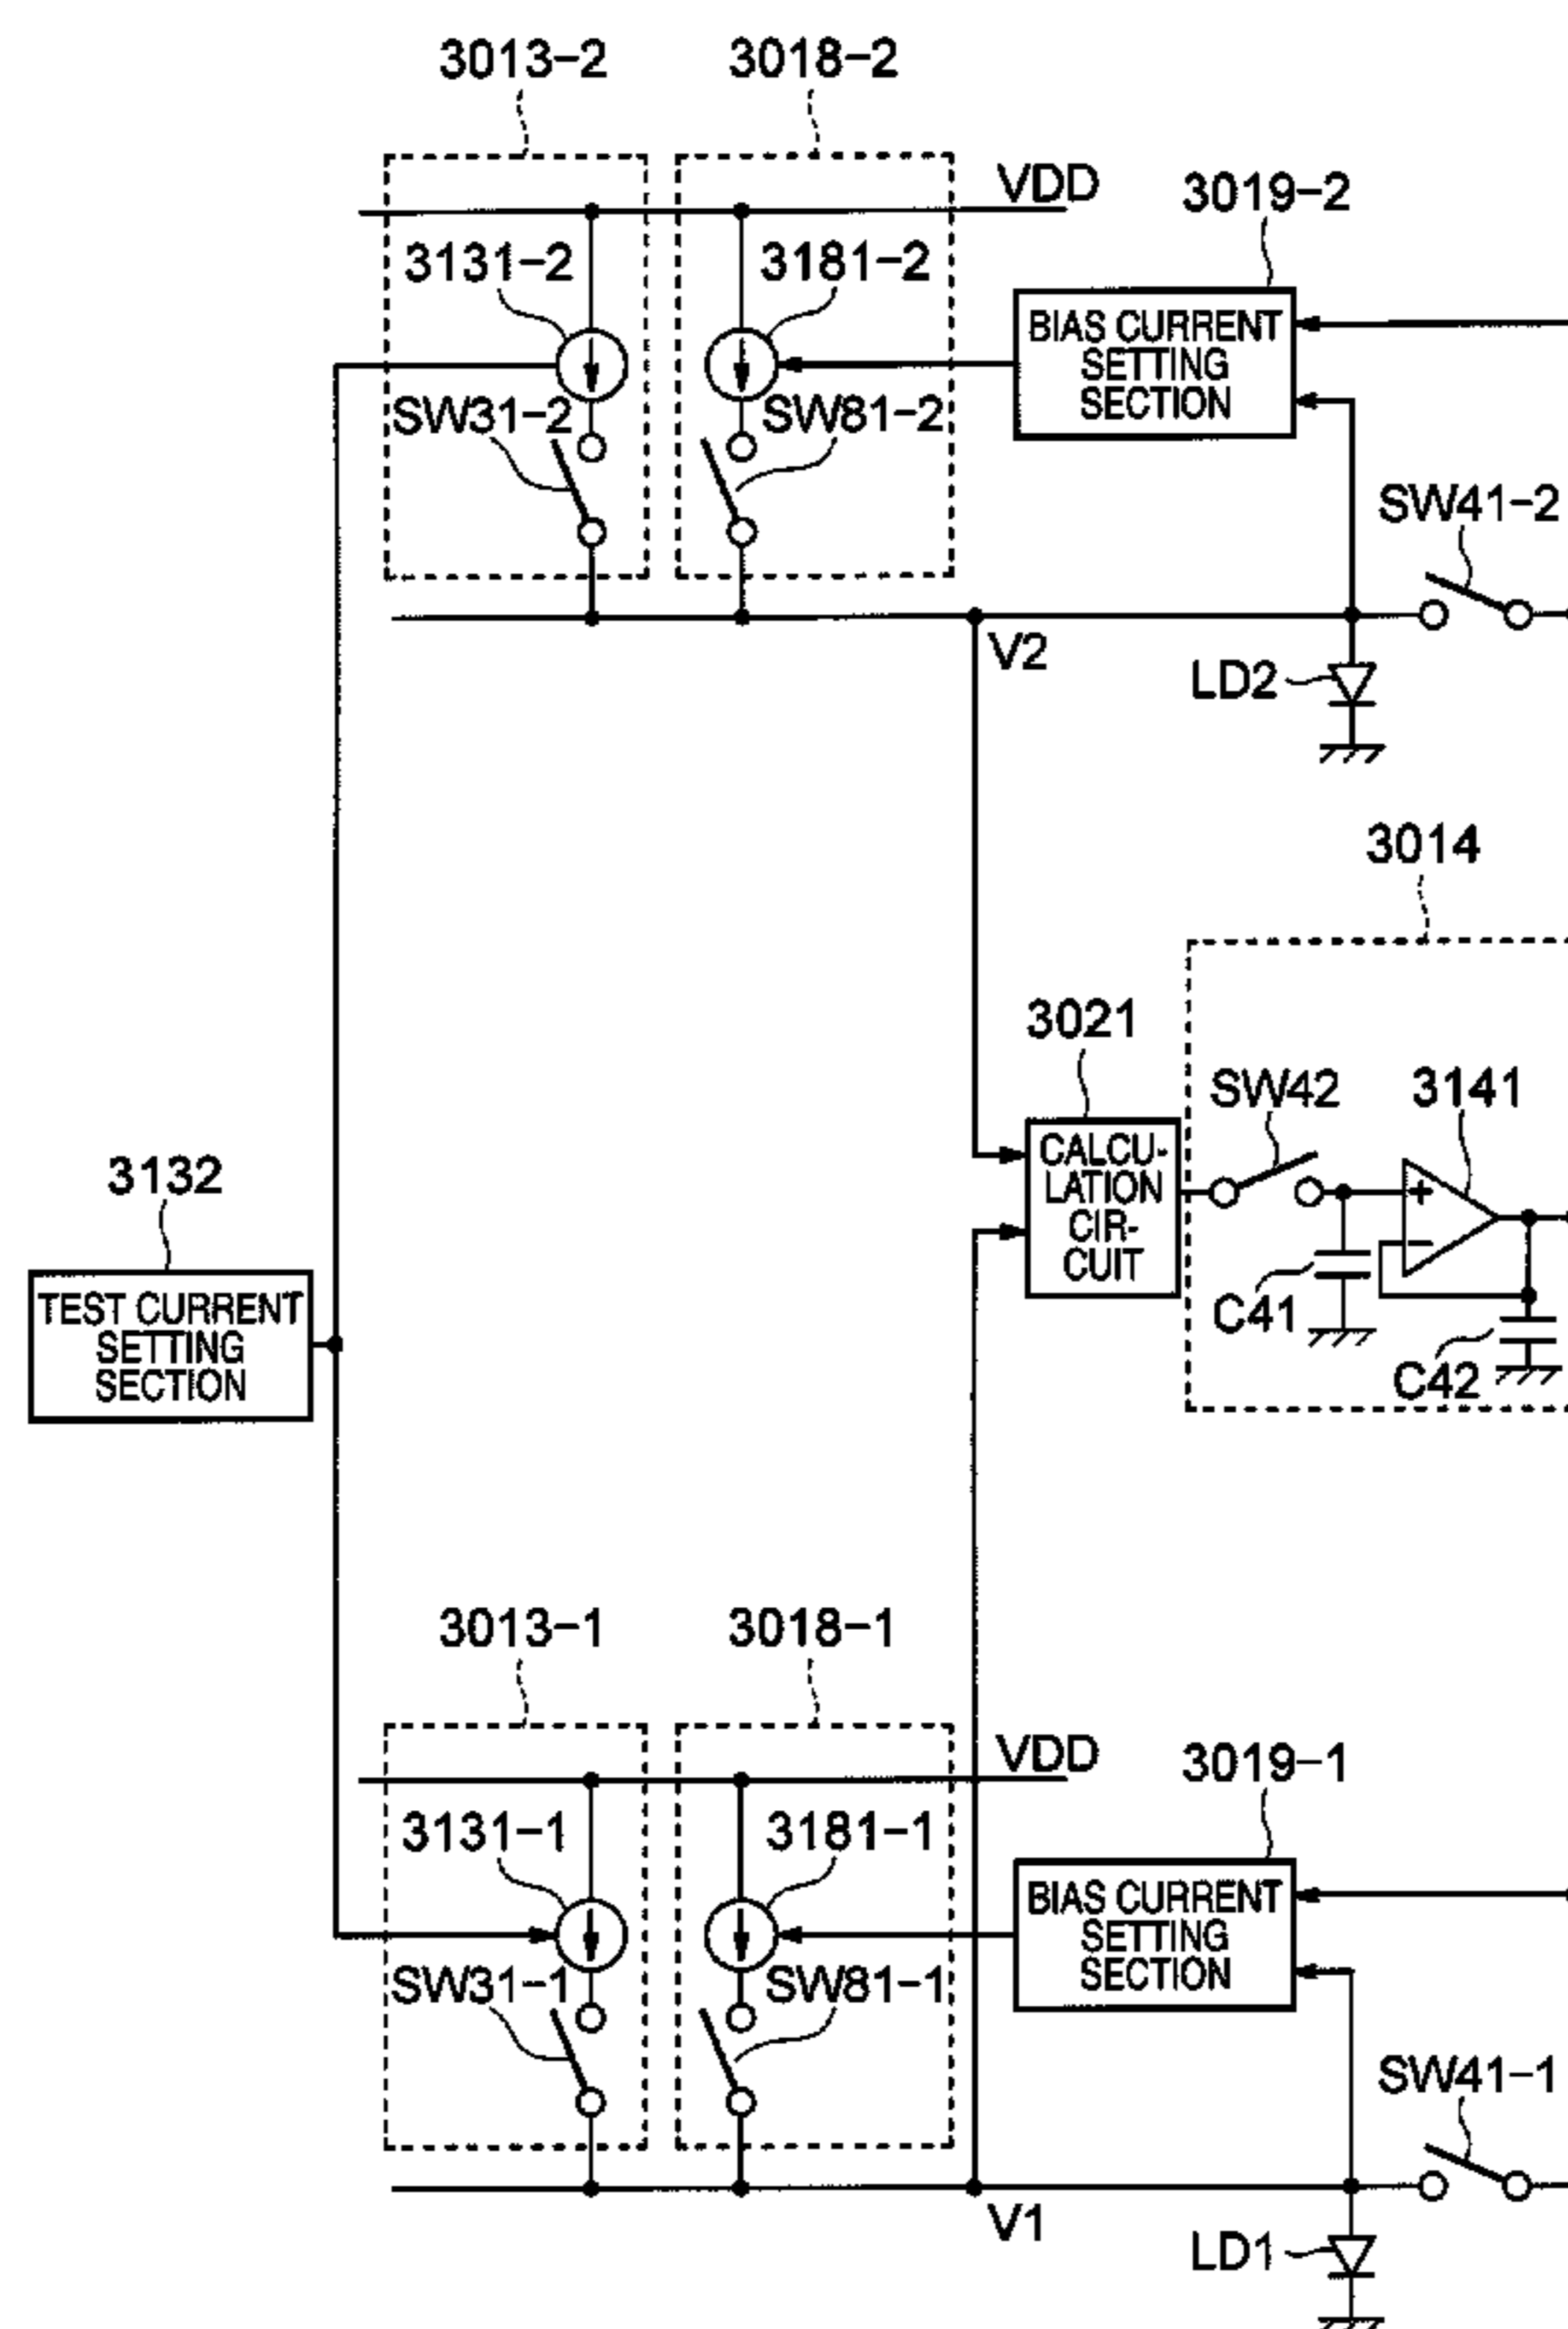 3013-2
3018-2
VDD
3019-2
3131-2
3181-2
BIAS CURRENT
SETTING
SECTION
SW31-2
SW81-2
SW41-2
V2
LD2
3014
3021
SW42
3141
CALCU-
LATION
CIR-
CUIT
+
−
3132
TEST CURRENT
SETTING
SECTION
C41
C42
3013-1
3018-1
VDD
3019-1
3131-1
3181-1
BIAS CURRENT
SETTING
SECTION
SW31-1
SW81-1
SW41-1
V1
LD1